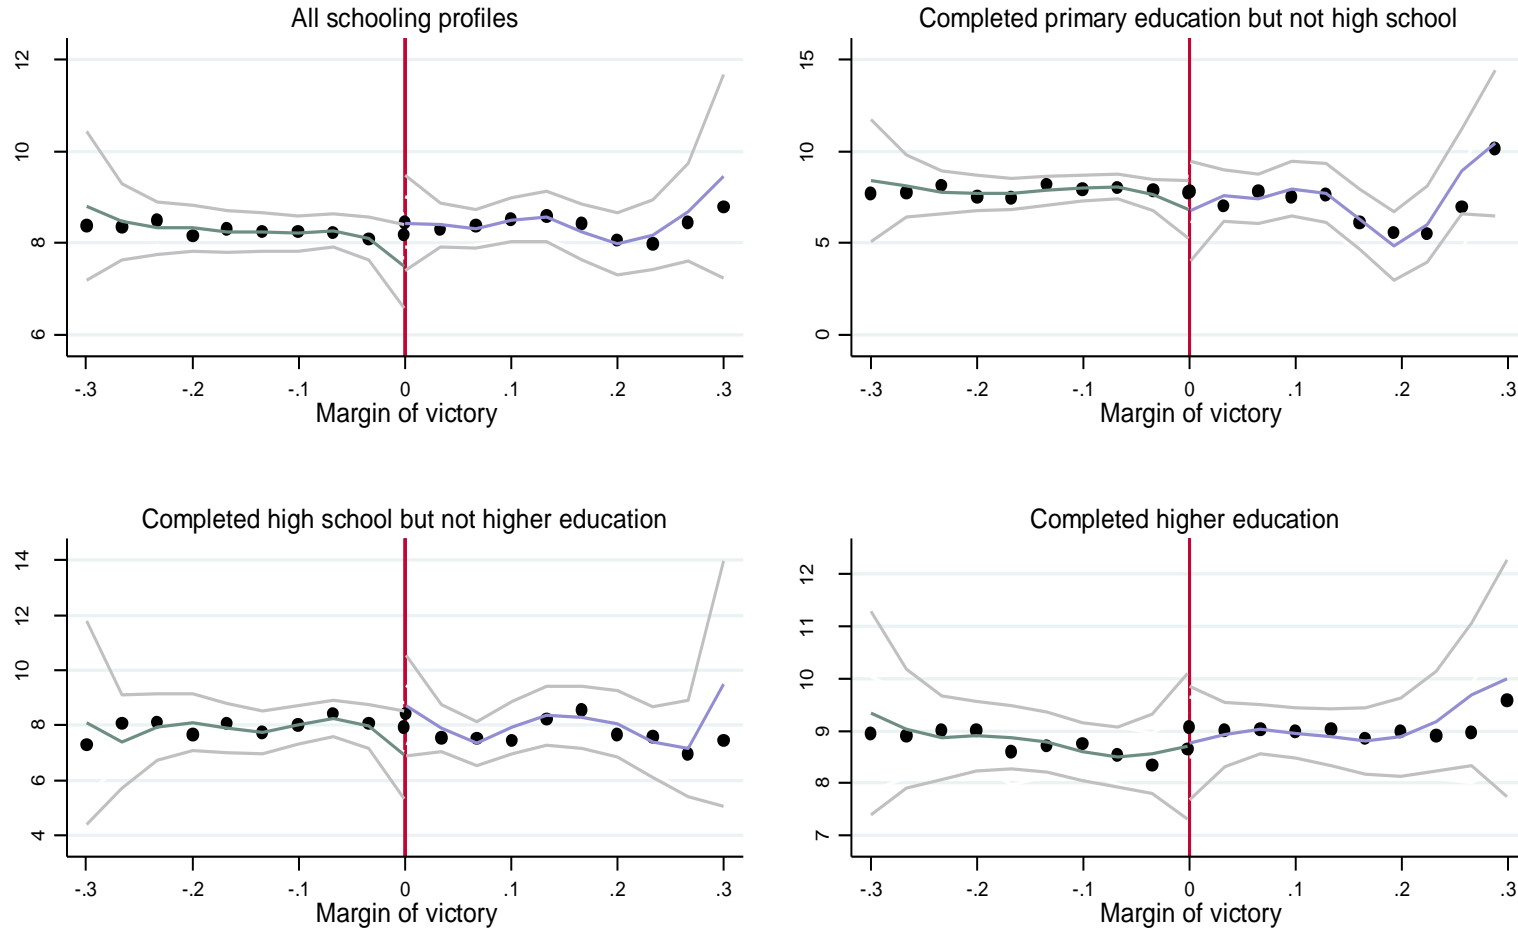 All schooling profiles
12
10
8
6
-.3 -.2 -.1 0 .1 .2 .3
Margin of victory
Completed primary education but not high school
15
10
5
0
-.3 -.2 -.1 0 .1 .2 .3
Margin of victory
Completed high school but not higher education
14
12
10
8
6
4
-.3 -.2 -.1 0 .1 .2 .3
Margin of victory
Completed higher education
12
11
10
9
8
7
-.3 -.2 -.1 0 .1 .2 .3
Margin of victory